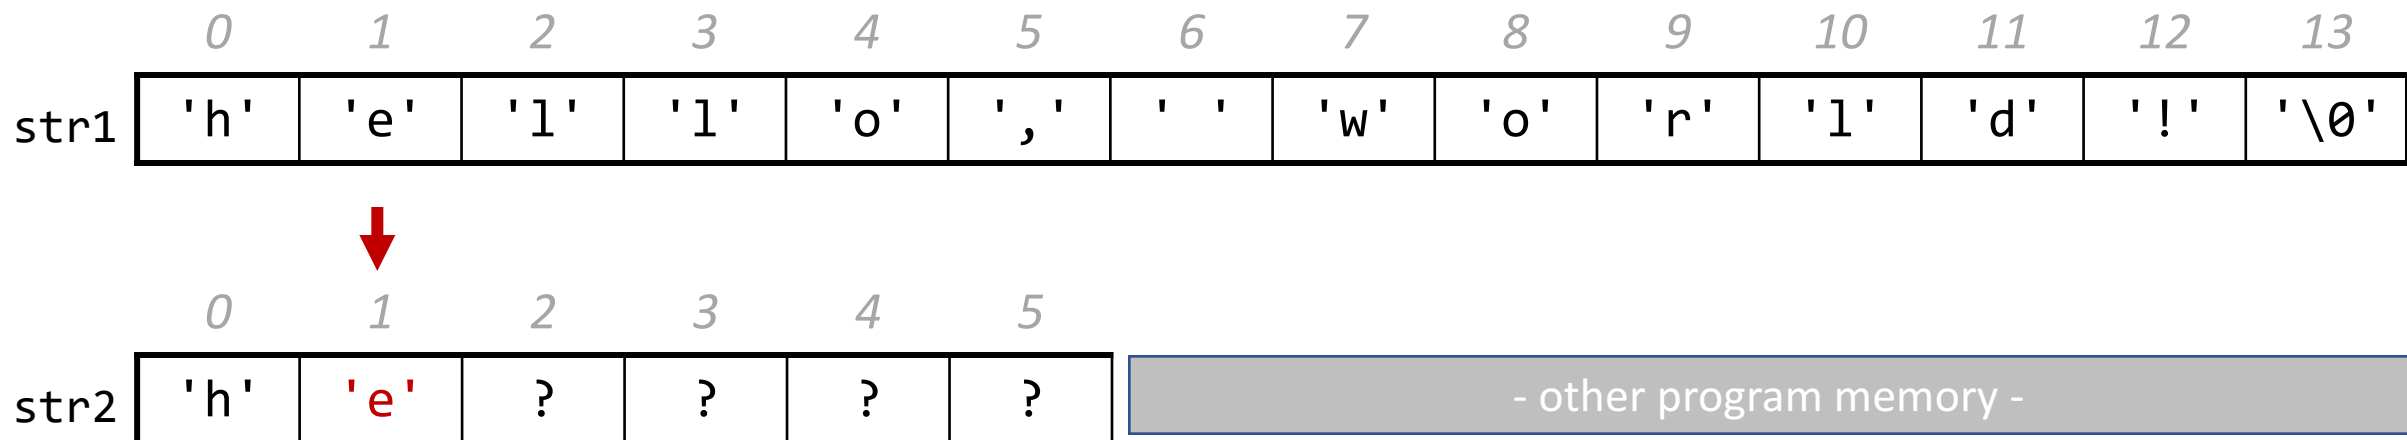 0 1 2 3 4 5 6 7 8 9 10 11 12 13
str1 'h' 'e' 'l' 'l' 'o' ',' ' ' 'w' 'o' 'r' 'l' 'd' '!' '\0'
0 1 2 3 4 5
str2 'h' 'e' ? ? ? ? - other program memory -